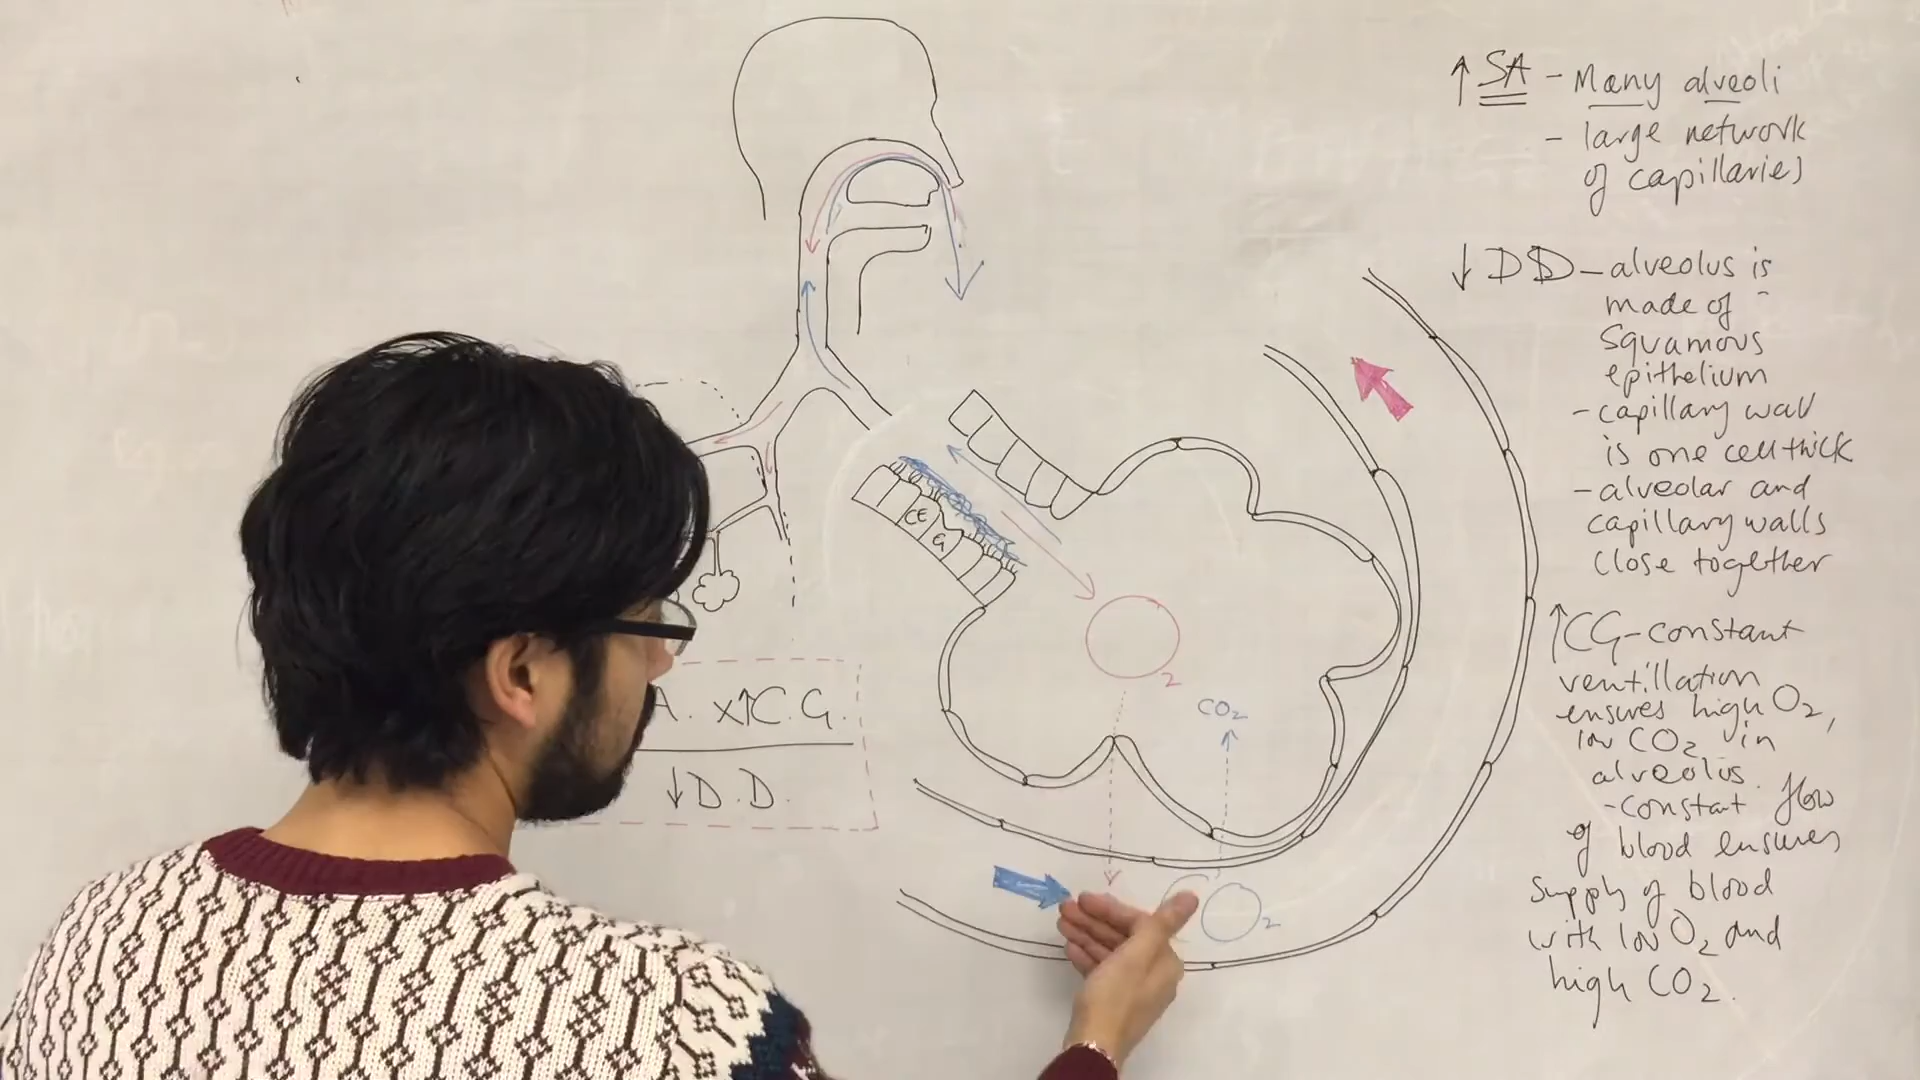 ↑ SA - Many alveoli
- large network
of capillaries
↓ DD - alveolus is
made of
squamous
epithelium
- capillary wall
is one cell thick
- alveolar and
capillary walls
close together
↑CG - constant
ventillation
ensures high O2,
low CO2 in
alveolus.
- constant flow
of blood ensures
supply of blood
with low O2 and
high CO2.
CE
G
O2
CO2
A. x↑C.G.
↓D.D.